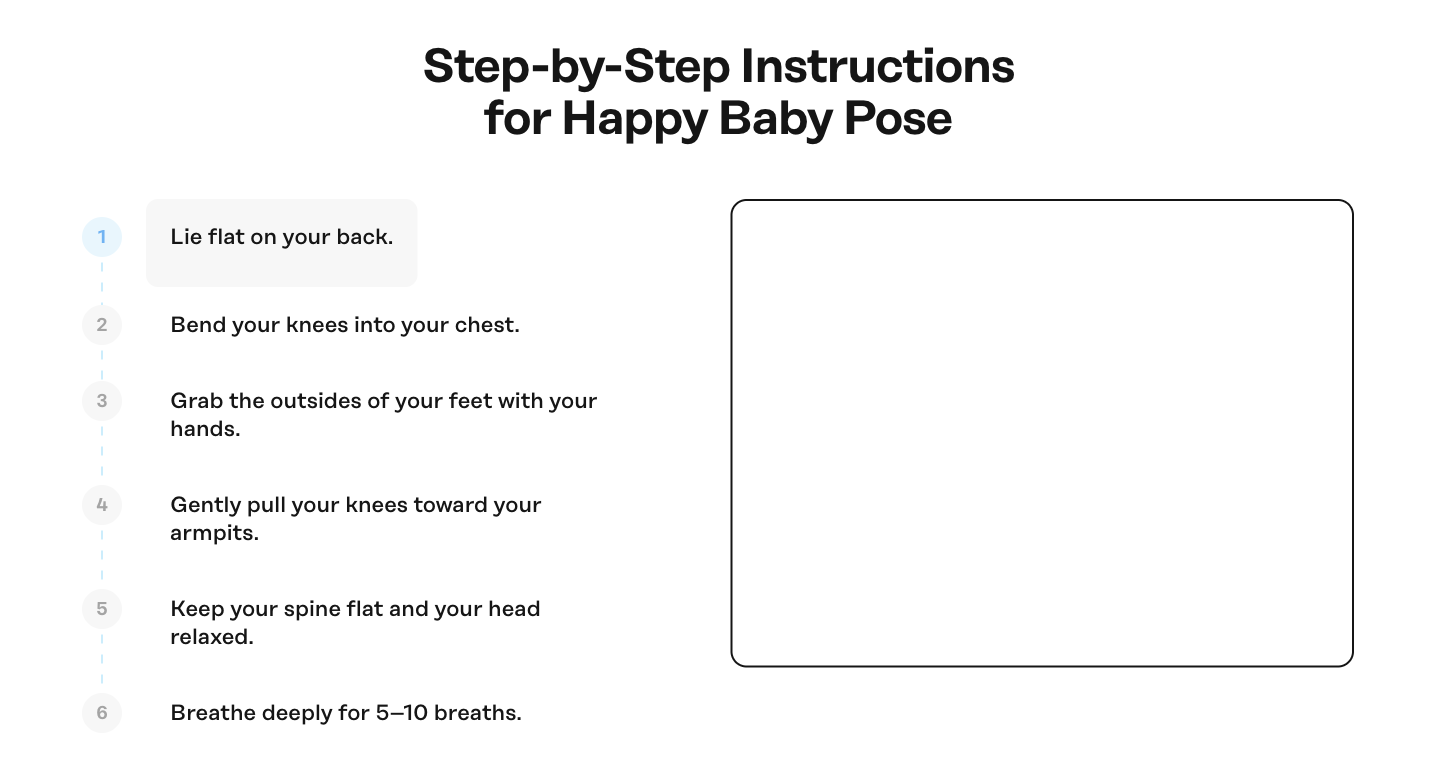 Step-by-Step Instructions
for Happy Baby Pose
1
Lie flat on your back.
2
Bend your knees into your chest.
3
Grab the outsides of your feet with your
hands.
4
Gently pull your knees toward your
armpits.
5
Keep your spine flat and your head
relaxed.
6
Breathe deeply for 5–10 breaths.